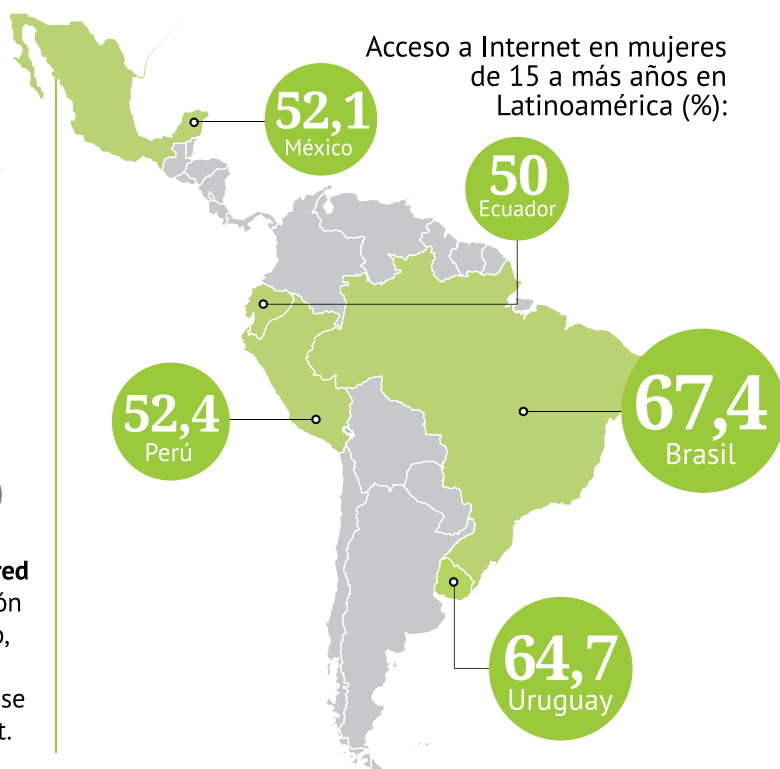 Acceso a Internet en mujeres
de 15 a más años en
Latinoamérica (%):
52,1
México
50
Ecuador
52,4
Perú
67,4
Brasil
64,7
Uruguay
red
se